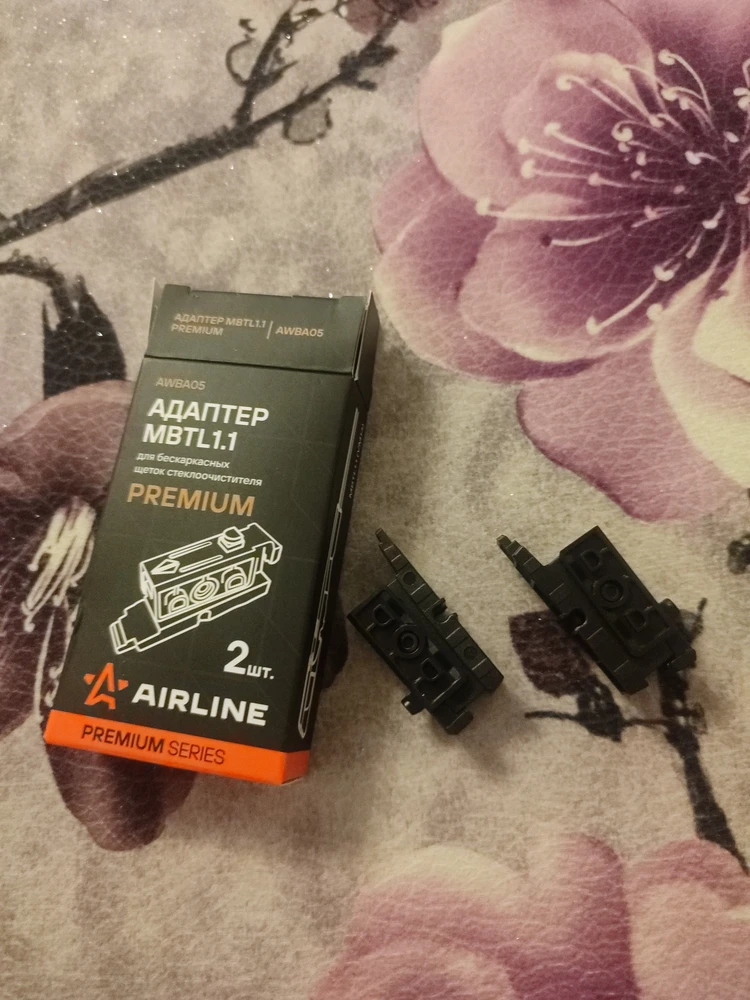 АДАПТЕР MBTL1.1
PREMIUM
AWBA05
AWBA05
АДАПТЕР
MBTL1.1
для бескаркасных
щеток стеклоочистителя
PREMIUM
2шт.
AIRLINE
PREMIUM SERIES